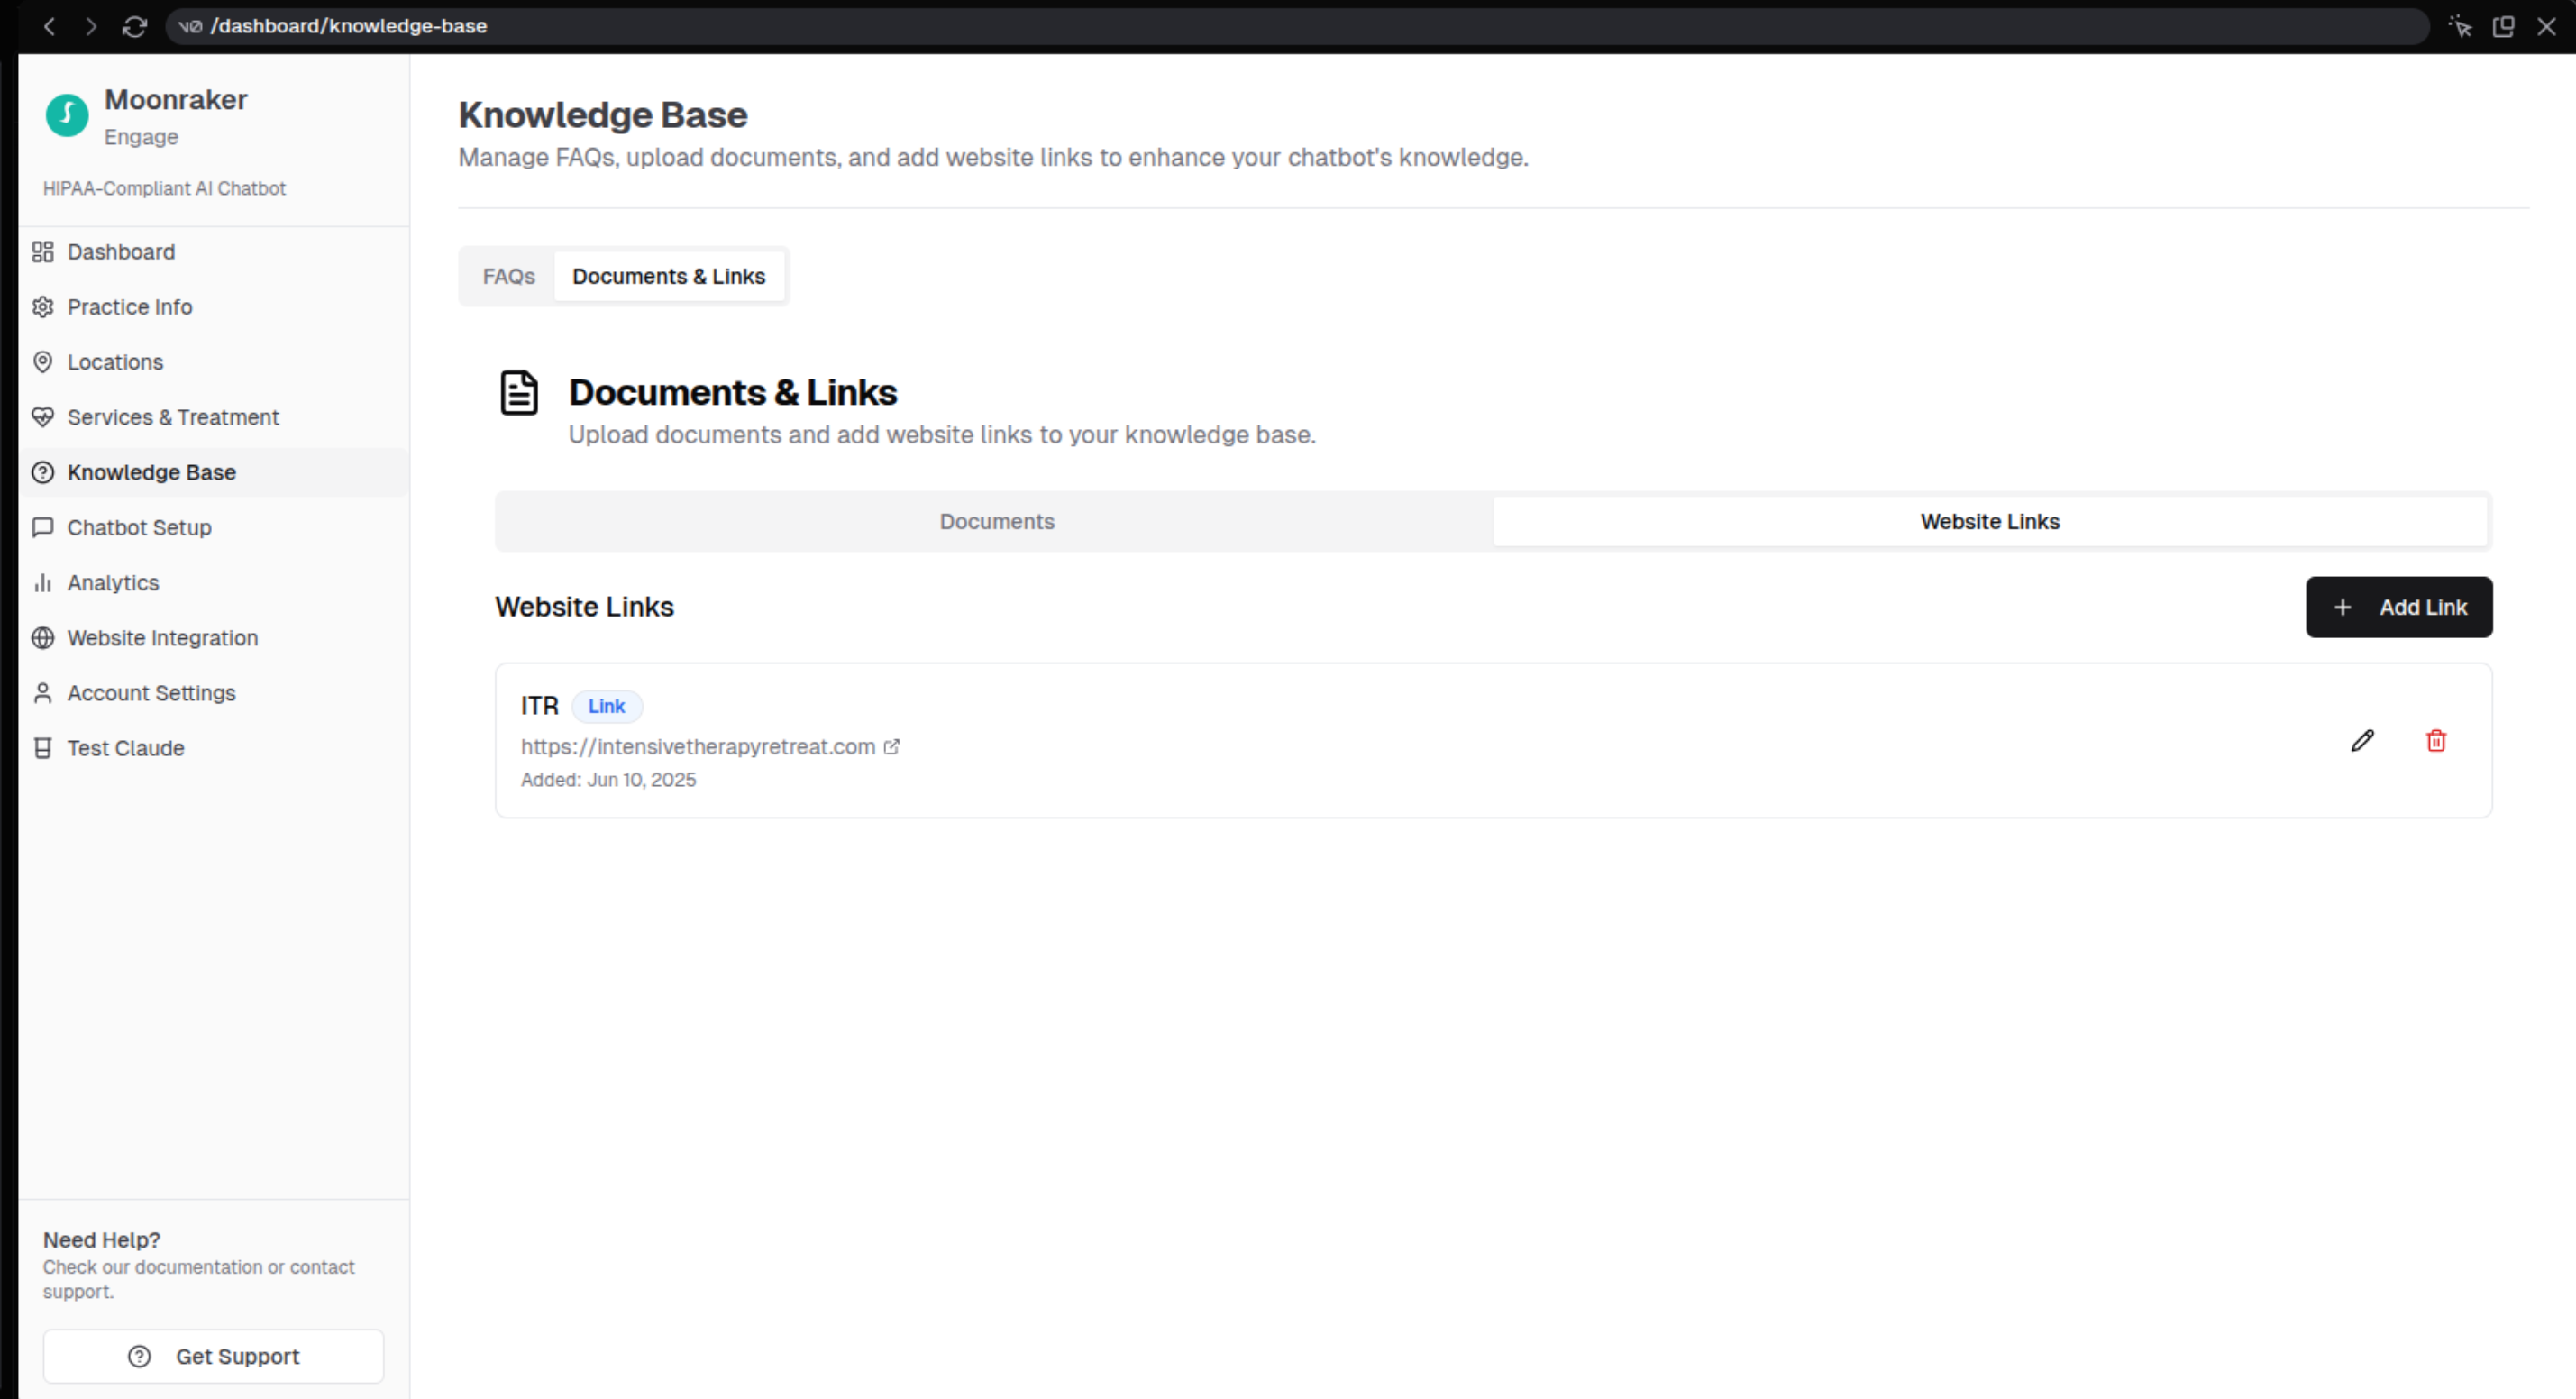 v0 /dashboard/knowledge-base
Moonraker
Engage
HIPAA-Compliant AI Chatbot
Dashboard
Practice Info
Locations
Services & Treatment
Knowledge Base
Chatbot Setup
Analytics
Website Integration
Account Settings
Test Claude
Need Help?
Check our documentation or contact
support.
Get Support
Knowledge Base
Manage FAQs, upload documents, and add website links to enhance your chatbot's knowledge.
FAQs
Documents & Links
Documents & Links
Upload documents and add website links to your knowledge base.
Documents
Website Links
Website Links
Add Link
ITR Link
https://intensivetherapyretreat.com
Added: Jun 10, 2025